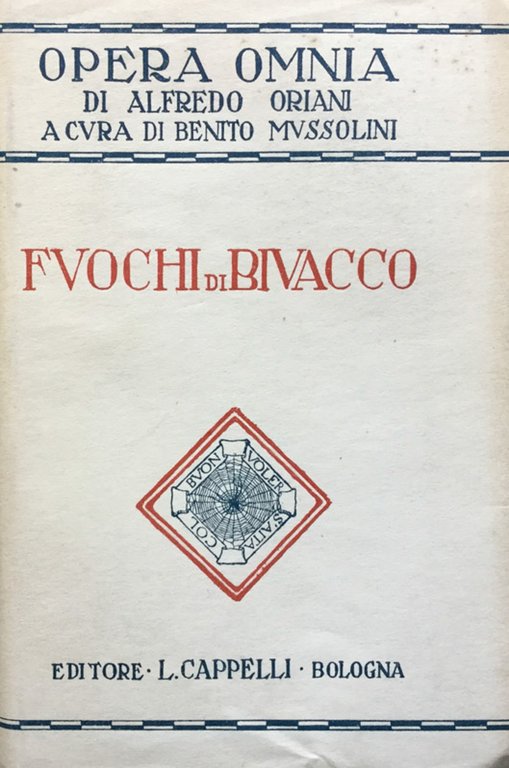 OPERA OMNIA
DI ALFREDO ORIANI
A CVRA DI BENITO MVSSOLINI
FVOCHI DI BIVACCO
COL BVON VOLER S'AITA
EDITORE · L. CAPPELLI · BOLOGNA